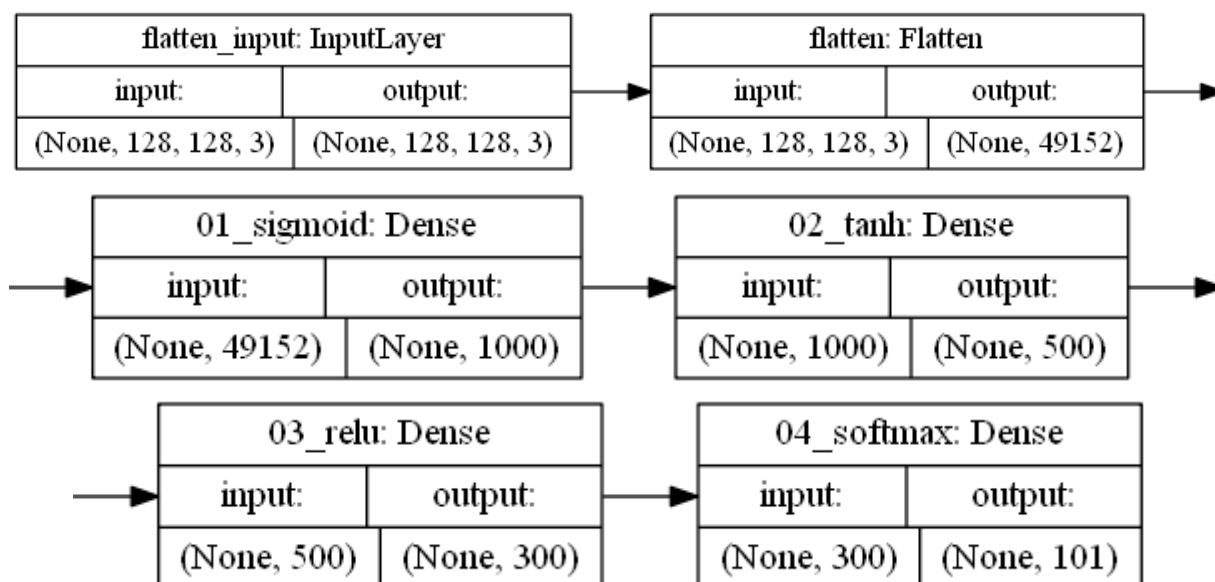 flatten_input: InputLayer
input: output:
(None, 128, 128, 3) (None, 128, 128, 3)
flatten: Flatten
input: output:
(None, 128, 128, 3) (None, 49152)
01_sigmoid: Dense
input: output:
(None, 49152) (None, 1000)
02_tanh: Dense
input: output:
(None, 1000) (None, 500)
03_relu: Dense
input: output:
(None, 500) (None, 300)
04_softmax: Dense
input: output:
(None, 300) (None, 101)